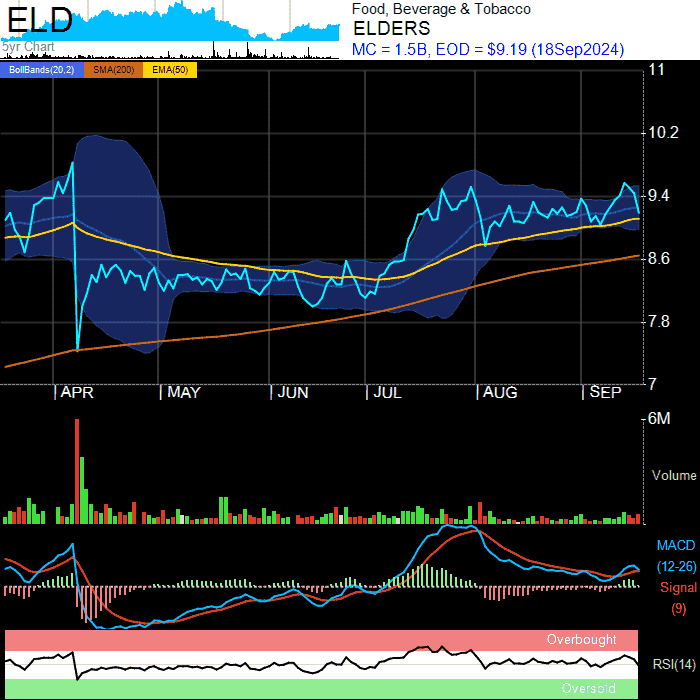 ELD
5yr Chart
Food, Beverage & Tobacco
ELDERS
MC = 1.5B, EOD = $9.19 (18Sep2024)
BollBands(20,2) SMA(200) EMA(50)
11
10.2
9.4
8.6
7.8
7
APR MAY JUN JUL AUG SEP
6M
Volume
MACD
(12-26)
Signal
(9)
Overbought
RSI(14)
Oversold